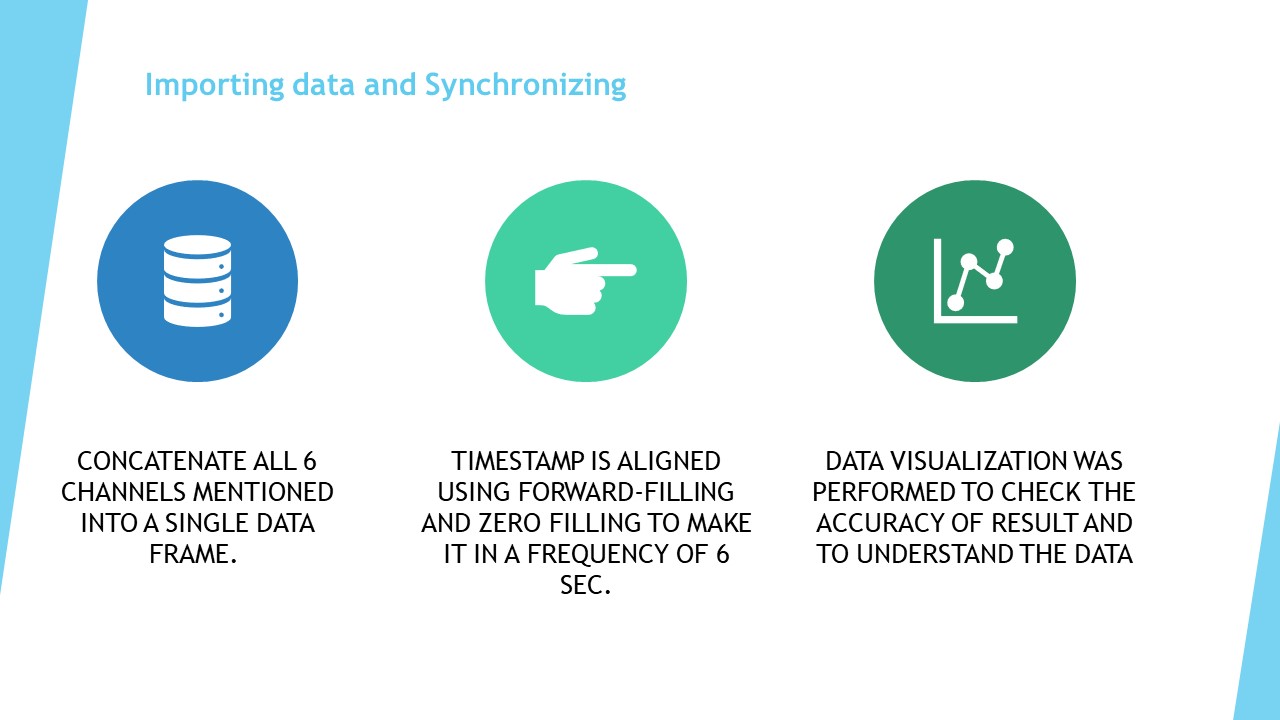 Importing data and Synchronizing
CONCATENATE ALL 6
CHANNELS MENTIONED
INTO A SINGLE DATA
FRAME.
TIMESTAMP IS ALIGNED
USING FORWARD-FILLING
AND ZERO FILLING TO MAKE
IT IN A FREQUENCY OF 6
SEC.
DATA VISUALIZATION WAS
PERFORMED TO CHECK THE
ACCURACY OF RESULT AND
TO UNDERSTAND THE DATA